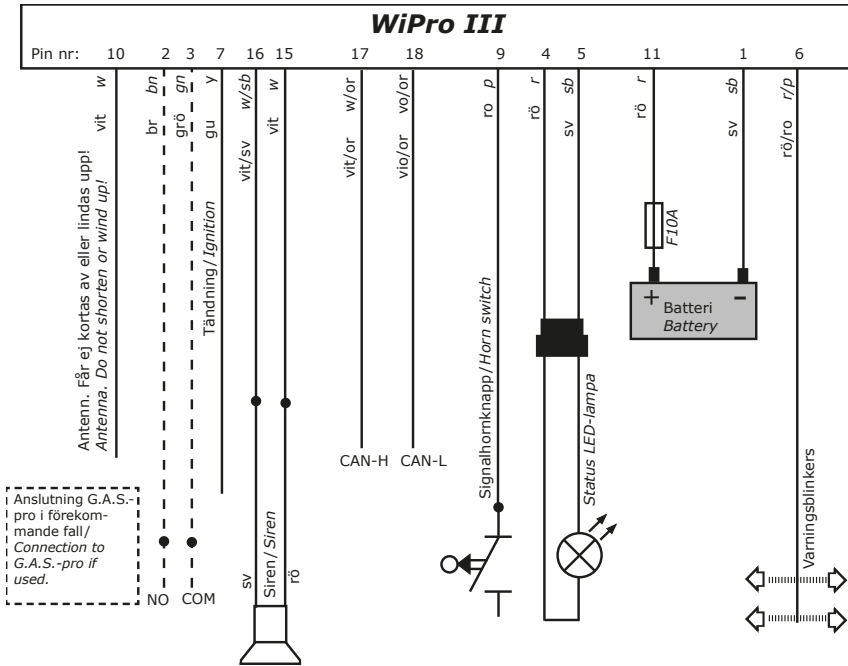 WiPro III
Pin nr: 10 2 3 7 16 15 17 18 9 4 5 11 1 6
vit w
br bn
grö gn
gu y
vit/sv w/sb
vit w
vit/or w/or
vio/or vo/or
ro p
rö r
sv sb
rö r
sv sb
rö/ro r/p
Antenn. Får ej kortas av eller lindas upp!
Antenna. Do not shorten or wind up!
Tändning/Ignition
F10A
+ -
Batteri
Battery
CAN-H CAN-L
Signalhornknapp/Horn switch
Status LED-lampa
Varningsblinkers
Anslutning G.A.S.-
pro i förekom-
mande fall/
Connection to
G.A.S.-pro if
used.
NO COM
sv
Siren/Siren
rö